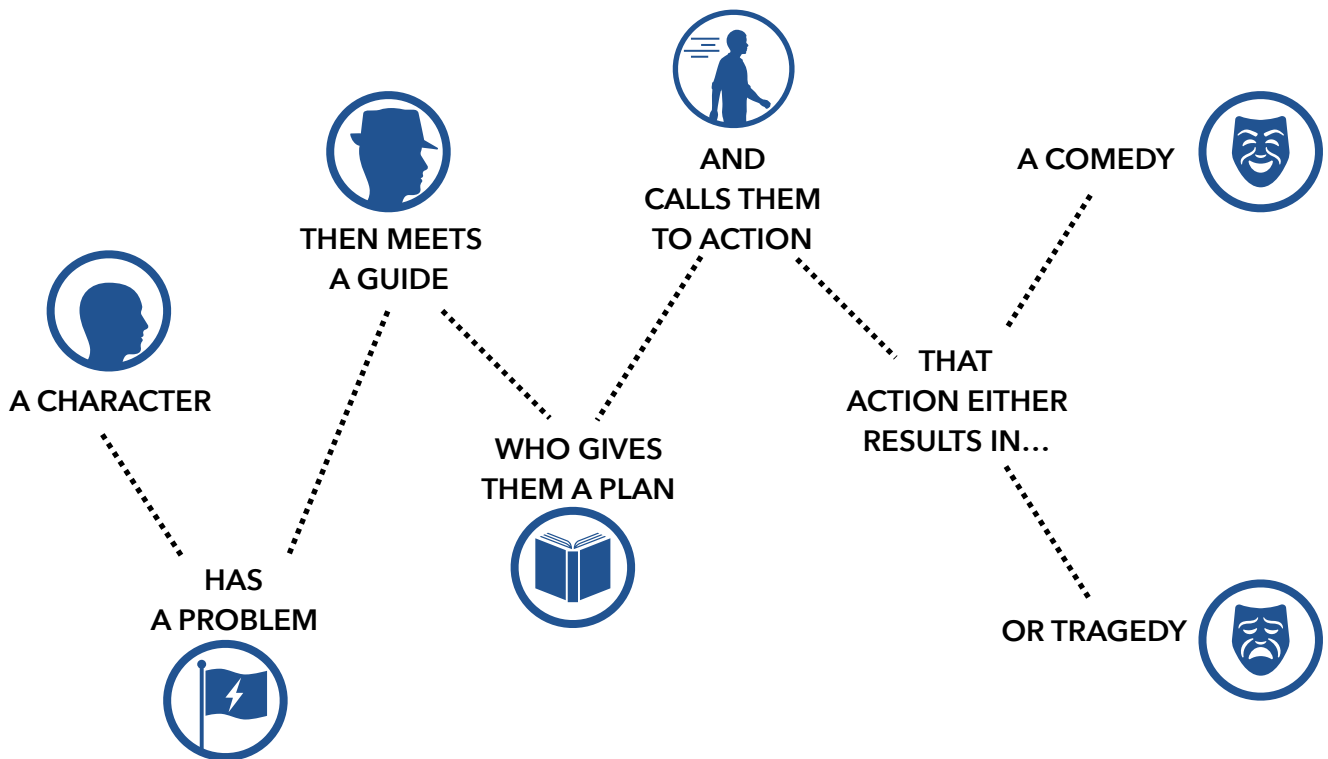 A CHARACTER
HAS
A PROBLEM
THEN MEETS
A GUIDE
WHO GIVES
THEM A PLAN
AND
CALLS THEM
TO ACTION
THAT
ACTION EITHER
RESULTS IN...
A COMEDY
OR TRAGEDY